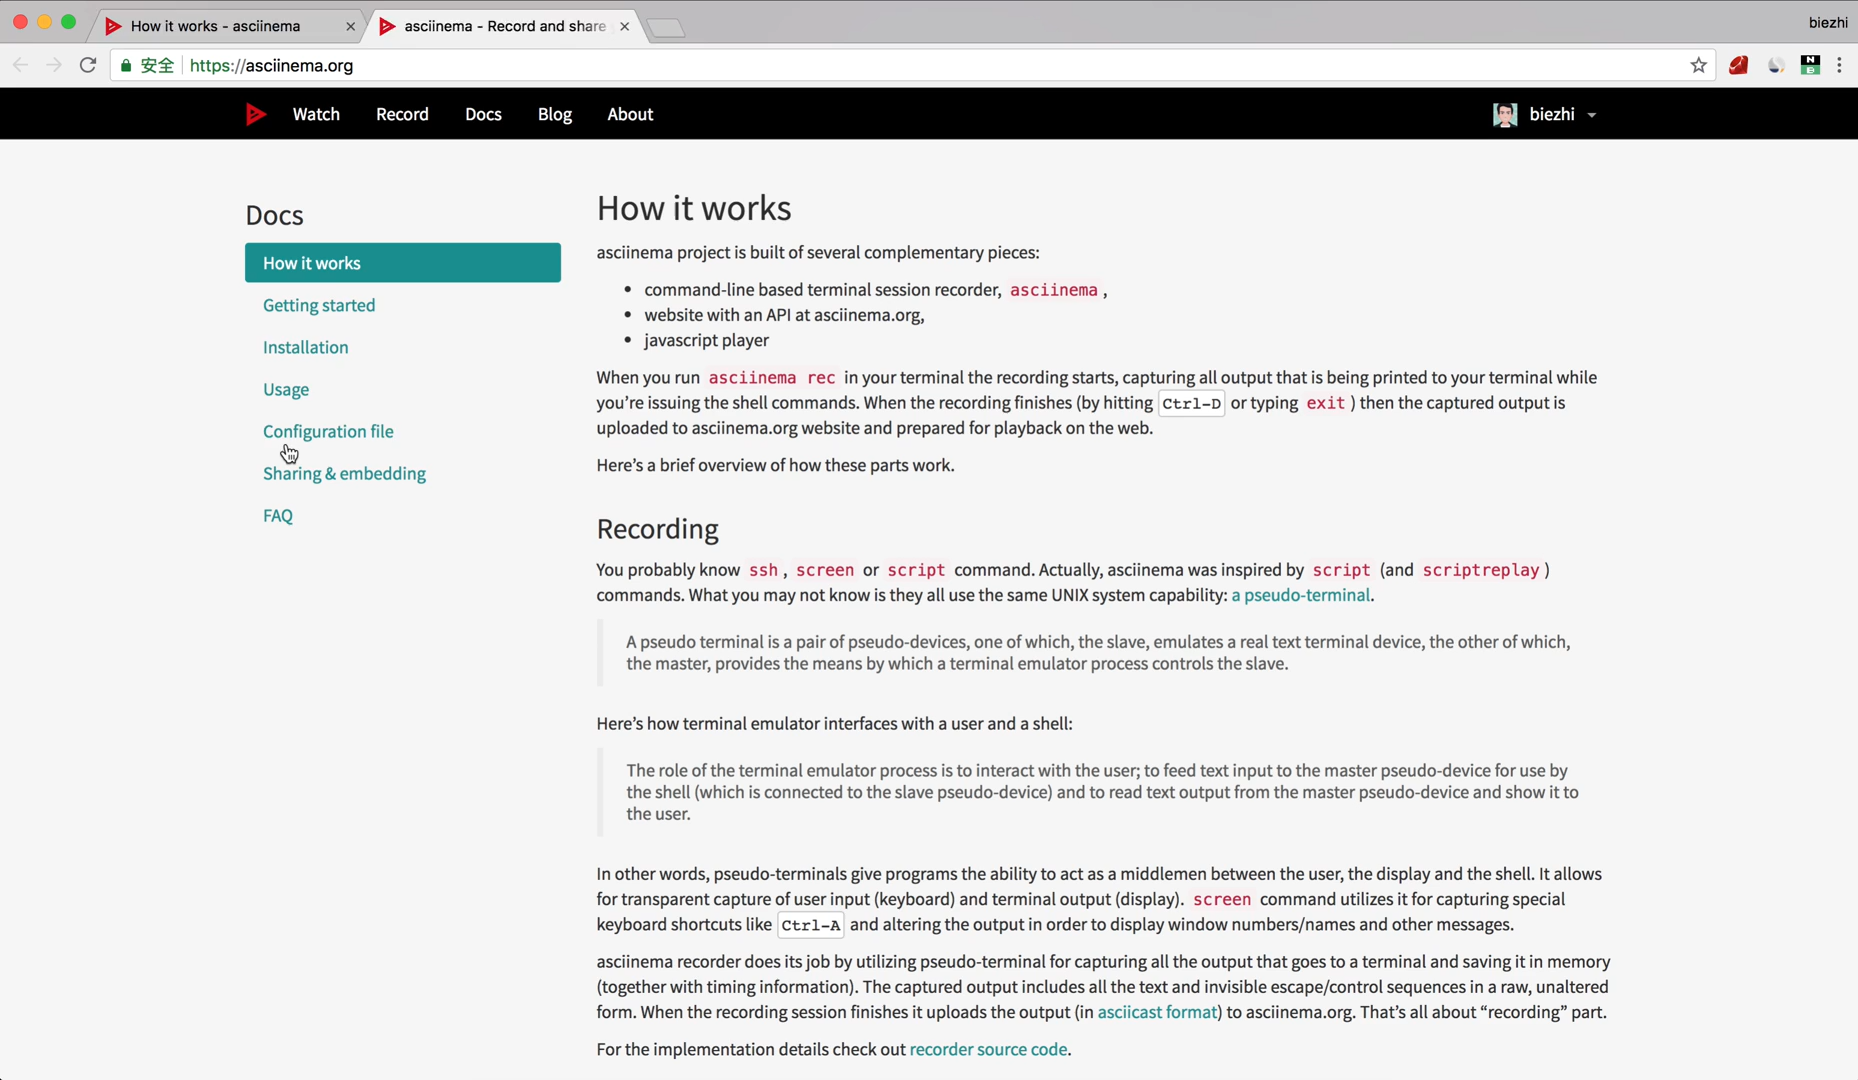 How it works - asciinema
asciinema - Record and share
biezhi
安全 https://asciinema.org
Watch Record Docs Blog About biezhi
Docs
How it works
Getting started
Installation
Usage
Configuration file
Sharing & embedding
FAQ
How it works
asciinema project is built of several complementary pieces:
• command-line based terminal session recorder, asciinema ,
• website with an API at asciinema.org,
• javascript player
When you run asciinema rec in your terminal the recording starts, capturing all output that is being printed to your terminal while
you’re issuing the shell commands. When the recording finishes (by hitting Ctrl-D or typing exit ) then the captured output is
uploaded to asciinema.org website and prepared for playback on the web.
Here’s a brief overview of how these parts work.
Recording
You probably know ssh , screen or script command. Actually, asciinema was inspired by script (and scriptreplay )
commands. What you may not know is they all use the same UNIX system capability: a pseudo-terminal.
A pseudo terminal is a pair of pseudo-devices, one of which, the slave, emulates a real text terminal device, the other of which,
the master, provides the means by which a terminal emulator process controls the slave.
Here’s how terminal emulator interfaces with a user and a shell:
The role of the terminal emulator process is to interact with the user; to feed text input to the master pseudo-device for use by
the shell (which is connected to the slave pseudo-device) and to read text output from the master pseudo-device and show it to
the user.
In other words, pseudo-terminals give programs the ability to act as a middlemen between the user, the display and the shell. It allows
for transparent capture of user input (keyboard) and terminal output (display). screen command utilizes it for capturing special
keyboard shortcuts like Ctrl-A and altering the output in order to display window numbers/names and other messages.
asciinema recorder does its job by utilizing pseudo-terminal for capturing all the output that goes to a terminal and saving it in memory
(together with timing information). The captured output includes all the text and invisible escape/control sequences in a raw, unaltered
form. When the recording session finishes it uploads the output (in asciicast format) to asciinema.org. That’s all about “recording” part.
For the implementation details check out recorder source code.